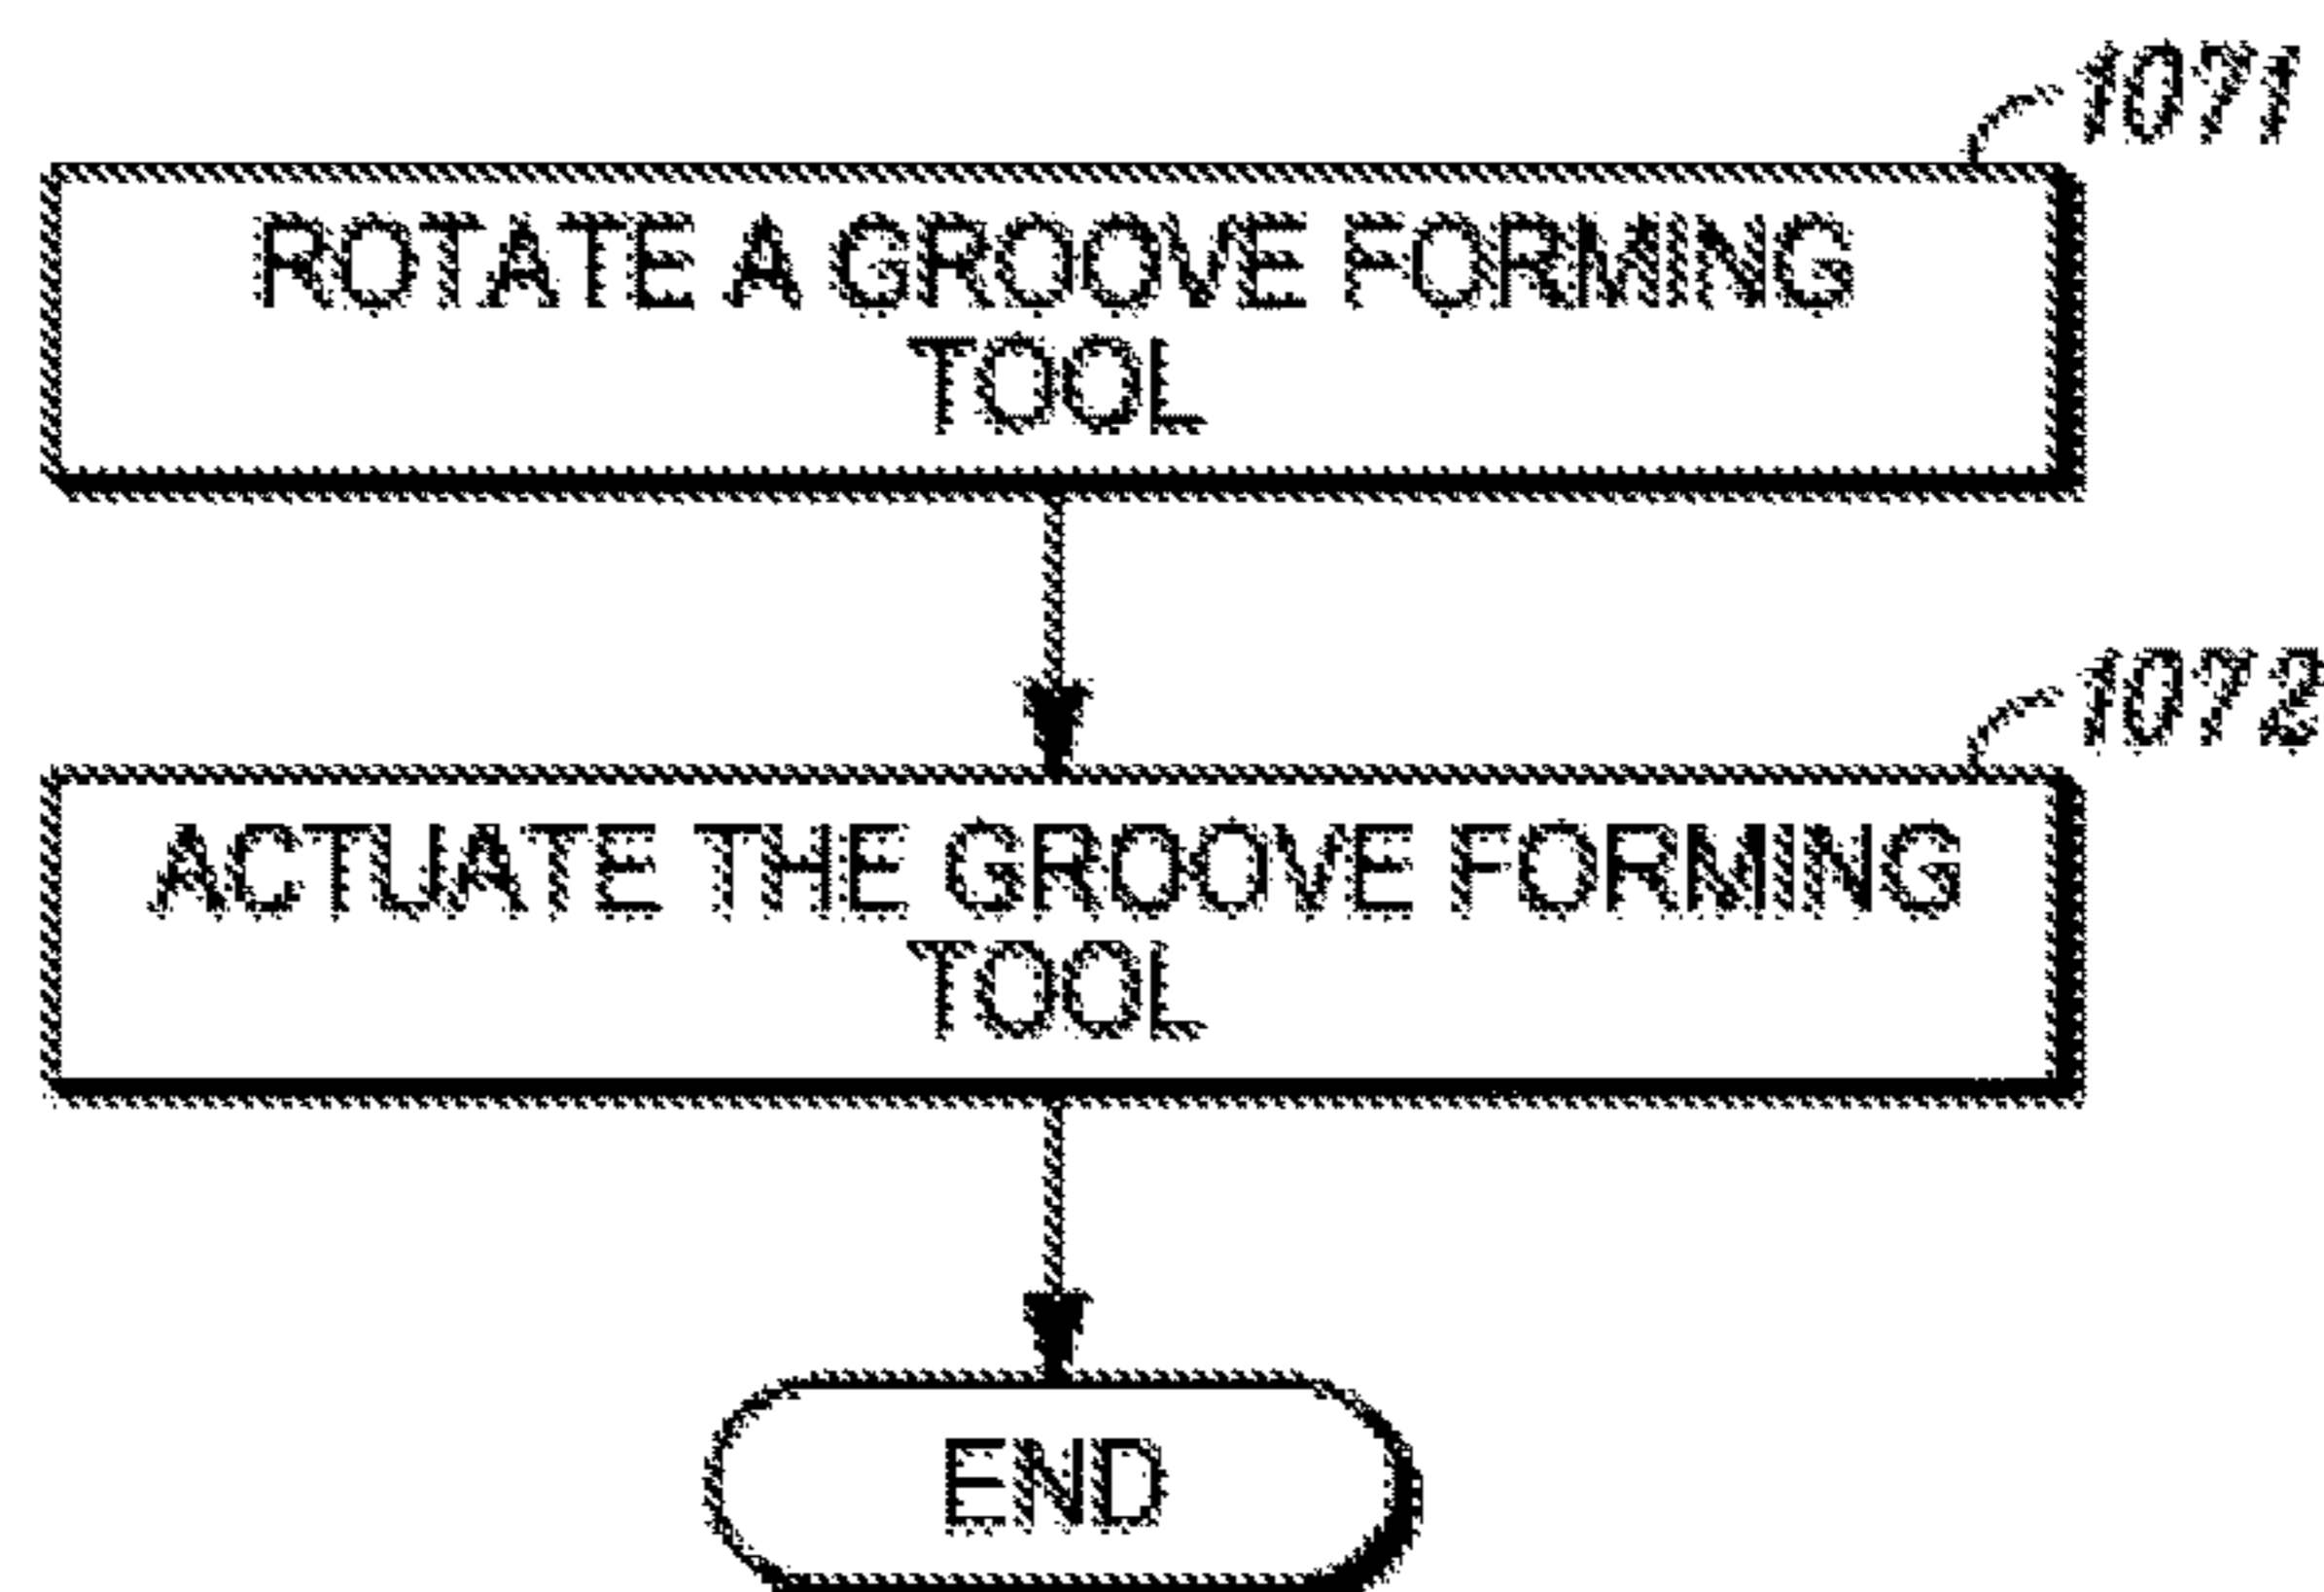 1071
ROTATE A GROOVE FORMING
TOOL
1072
ACTUATE THE GROOVE FORMING
TOOL
END